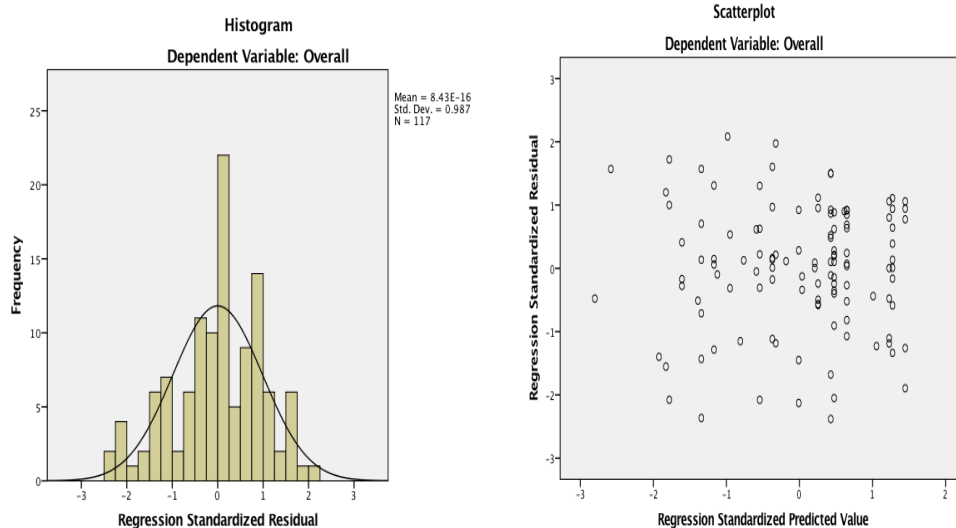 Histogram
Dependent Variable: Overall
Mean = 8.43E-16
Std. Dev. = 0.987
N = 117
25
20
15
10
5
0
Frequency
-3
-2
-1
0
1
2
3
Regression Standardized Residual
Scatterplot
Dependent Variable: Overall
3
2
1
0
-1
-2
-3
Regression Standardized Residual
-3
-2
-1
0
1
2
Regression Standardized Predicted Value